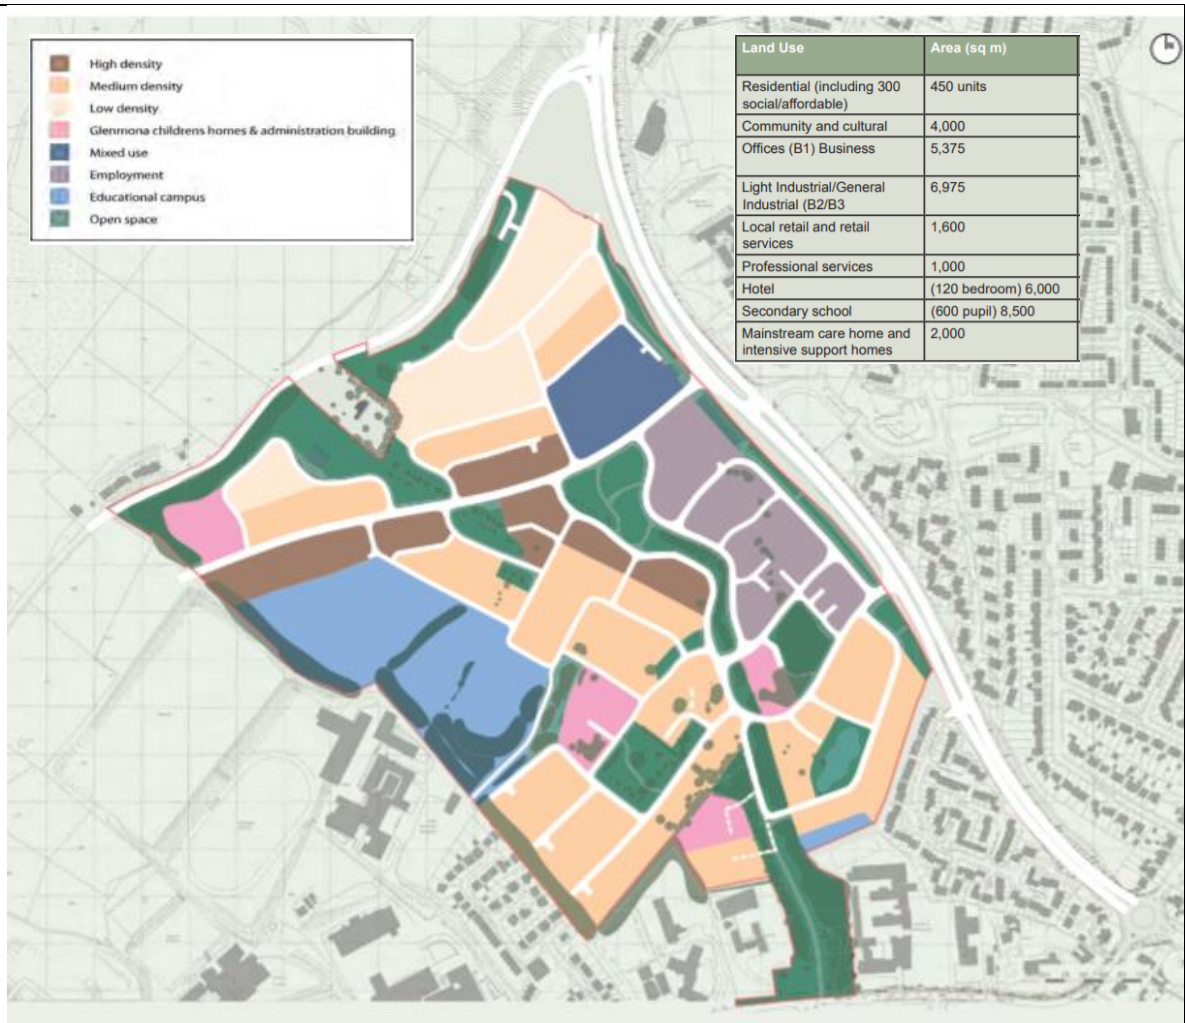 High density
Medium density
Low density
Glenmona childrens homes & administration building
Mixed use
Employment
Educational campus
Open space
Land Use Area (sq m)
Residential (including 300 450 units
social/affordable)
Community and cultural 4,000
Offices (B1) Business 5,375
Light Industrial/General 6,975
Industrial (B2/B3
Local retail and retail 1,600
services
Professional services 1,000
Hotel (120 bedroom) 6,000
Secondary school (600 pupil) 8,500
Mainstream care home and 2,000
intensive support homes